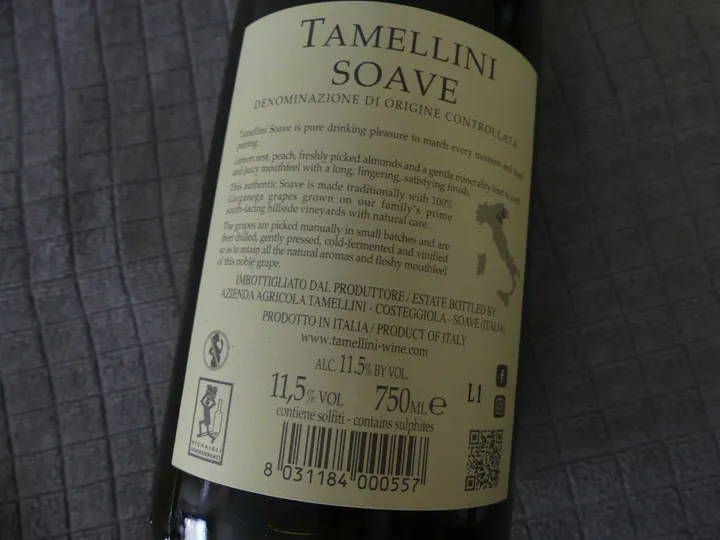 TAMELLINI
SOAVE
DENOMINAZIONE DI ORIGINE CONTROLLATA
Tamellini Soave is pure drinking pleasure to match every moment and food
pairing.
Lemon zest, peach, freshly picked almonds and a gentle minerality lead to a
and juicy mouthfeel with a long, lingering, satisfying finish.
This authentic Soave is made traditionally with 100%
Garganega grapes grown on our family's prime
south-facing hillside vineyards with natural care.
The grapes are picked manually in small batches and are
then chilled, gently pressed, cold-fermented and vinified
so as to retain all the natural aromas and fleshy mouthfeel
of this noble grape.
IMBOTTIGLIATO DAL PRODUTTORE / ESTATE BOTTLED BY
AZIENDA AGRICOLA TAMELLINI - COSTEGGIOLA - SOAVE (ITALIA)
PRODOTTO IN ITALIA / PRODUCT OF ITALY
www.tamellini-wine.com
ALC. 11.5% BY VOL.
11,5% VOL 750ML e
L1
contiene solfiti - contains sulphites
VIGNAIOLI
INDIPENDENTI
8 031184 000557